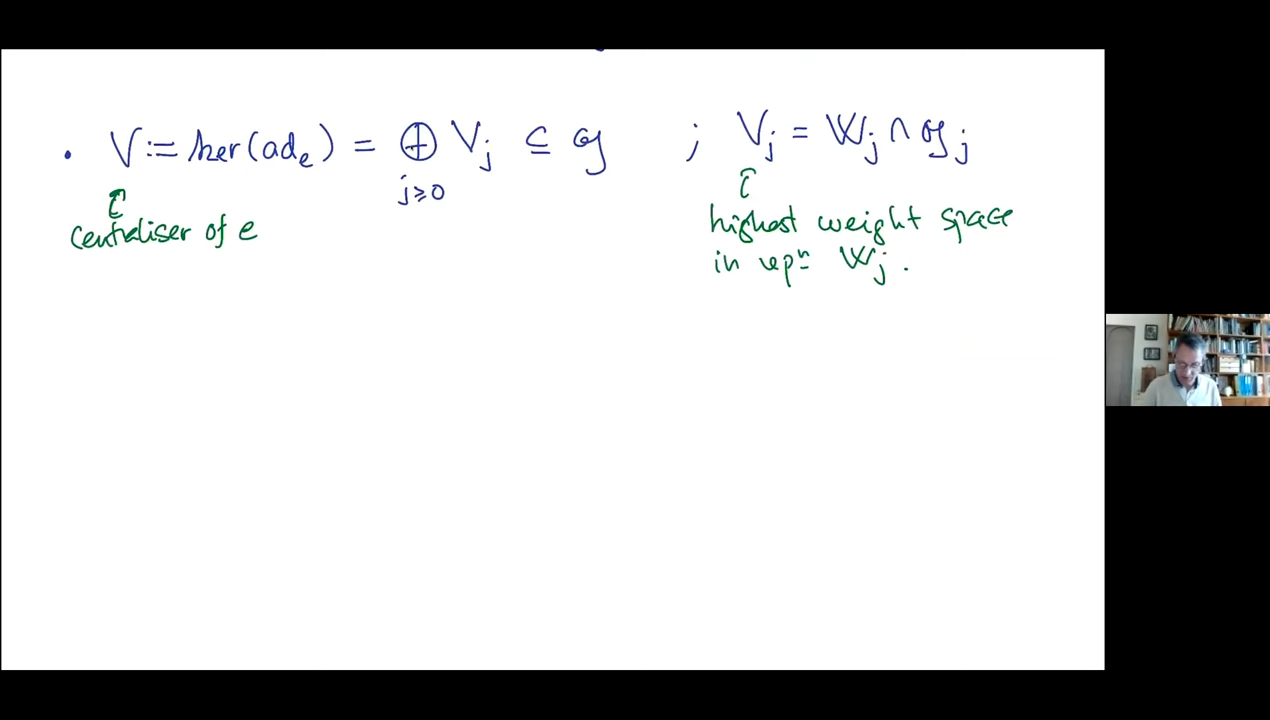 · V := ker(ad_e) = ⊕_{j≥0} V_j ⊆ 𝔤 ; V_j = W_j ∩ 𝔤_j
centraliser of e
highest weight space
in repⁿ W_j .